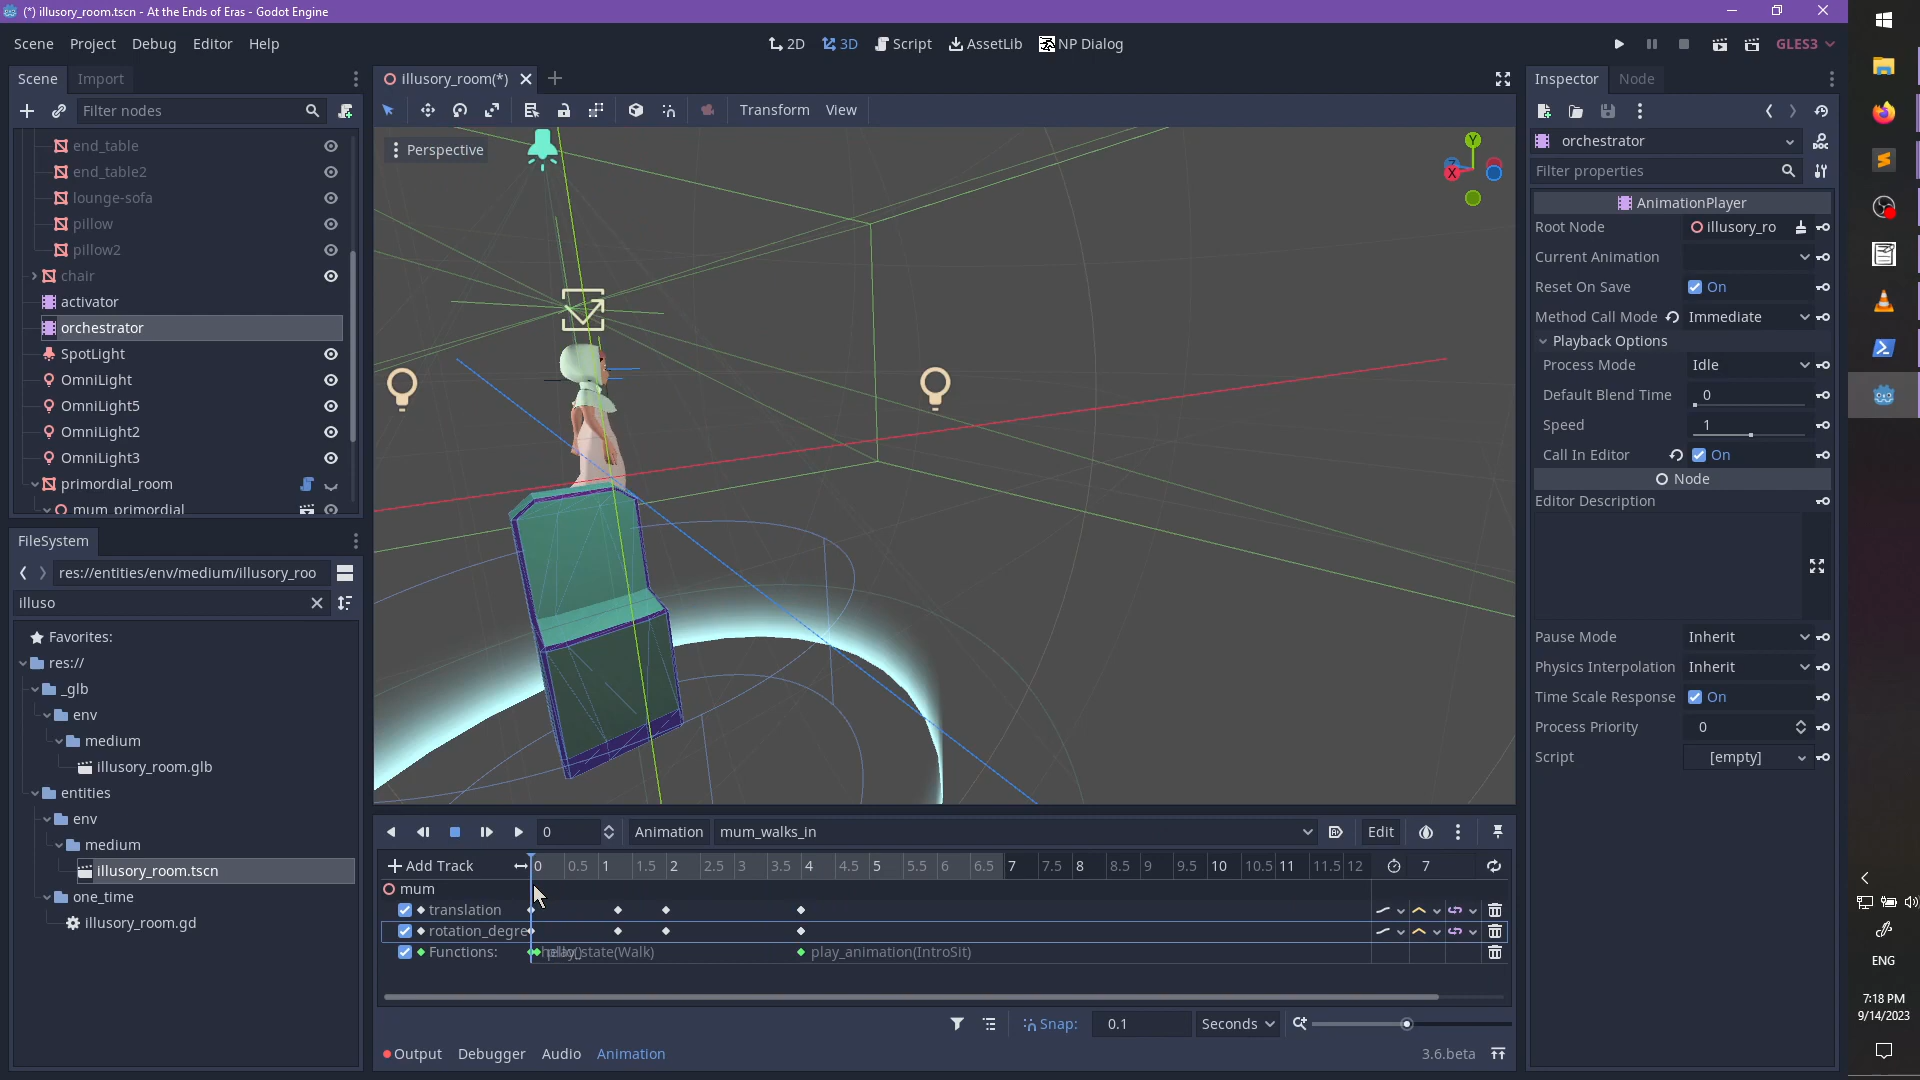 (*) illusory_room.tscn - At the Ends of Eras - Godot Engine
Scene Project Debug Editor Help
2D 3D Script AssetLib NP Dialog
GLES3
Scene Import
Filter nodes
end_table
end_table2
lounge-sofa
pillow
pillow2
chair
activator
orchestrator
SpotLight
OmniLight
OmniLight5
OmniLight2
OmniLight3
primordial_room
mum_primordial
FileSystem
res://entities/env/medium/illusory_roo
illuso
Favorites:
res://
_glb
env
medium
illusory_room.glb
entities
env
medium
illusory_room.tscn
one_time
illusory_room.gd
illusory_room(*)
Transform View
Perspective
Y
Z
X
0 Animation mum_walks_in Edit
Add Track 0 0.5 1 1.5 2 2.5 3 3.5 4 4.5 5 5.5 6 6.5 7 7.5 8 8.5 9 9.5 10 10.5 11 11.5 12 7
mum
translation
rotation_degre
Functions: play_state(Walk) play_animation(IntroSit)
Snap: 0.1 Seconds
Output Debugger Audio Animation 3.6.beta
Inspector Node
orchestrator
Filter properties
AnimationPlayer
Root Node illusory_ro
Current Animation
Reset On Save On
Method Call Mode Immediate
Playback Options
Process Mode Idle
Default Blend Time 0
Speed 1
Call In Editor On
Node
Editor Description
Pause Mode Inherit
Physics Interpolation Inherit
Time Scale Response On
Process Priority 0
Script [empty]
ENG
7:18 PM
9/14/2023